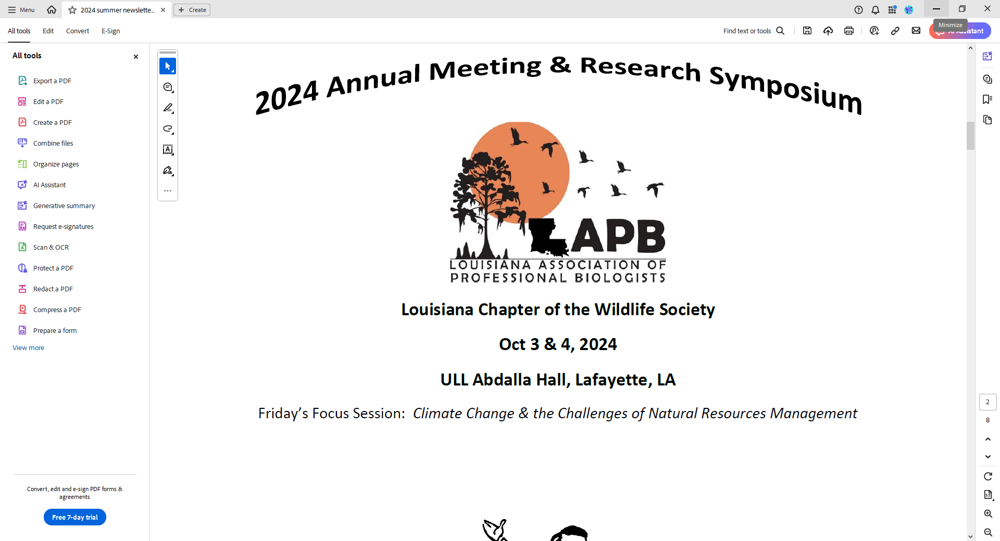 Menu
2024 summer newslette...
Create
Minimize
All tools
Edit
Convert
E-Sign
Find text or tools
All tools
Export a PDF
Edit a PDF
Create a PDF
Combine files
Organize pages
AI Assistant
Generative summary
Request e-signatures
Scan & OCR
Protect a PDF
Redact a PDF
Compress a PDF
Prepare a form
View more
Convert, edit and e-sign PDF forms &
agreements
Free 7-day trial
2024 Annual Meeting & Research Symposium
LAPB
LOUISIANA ASSOCIATION OF
PROFESSIONAL BIOLOGISTS
Louisiana Chapter of the Wildlife Society
Oct 3 & 4, 2024
ULL Abdalla Hall, Lafayette, LA
Friday's Focus Session: Climate Change & the Challenges of Natural Resources Management
2
8
1:1